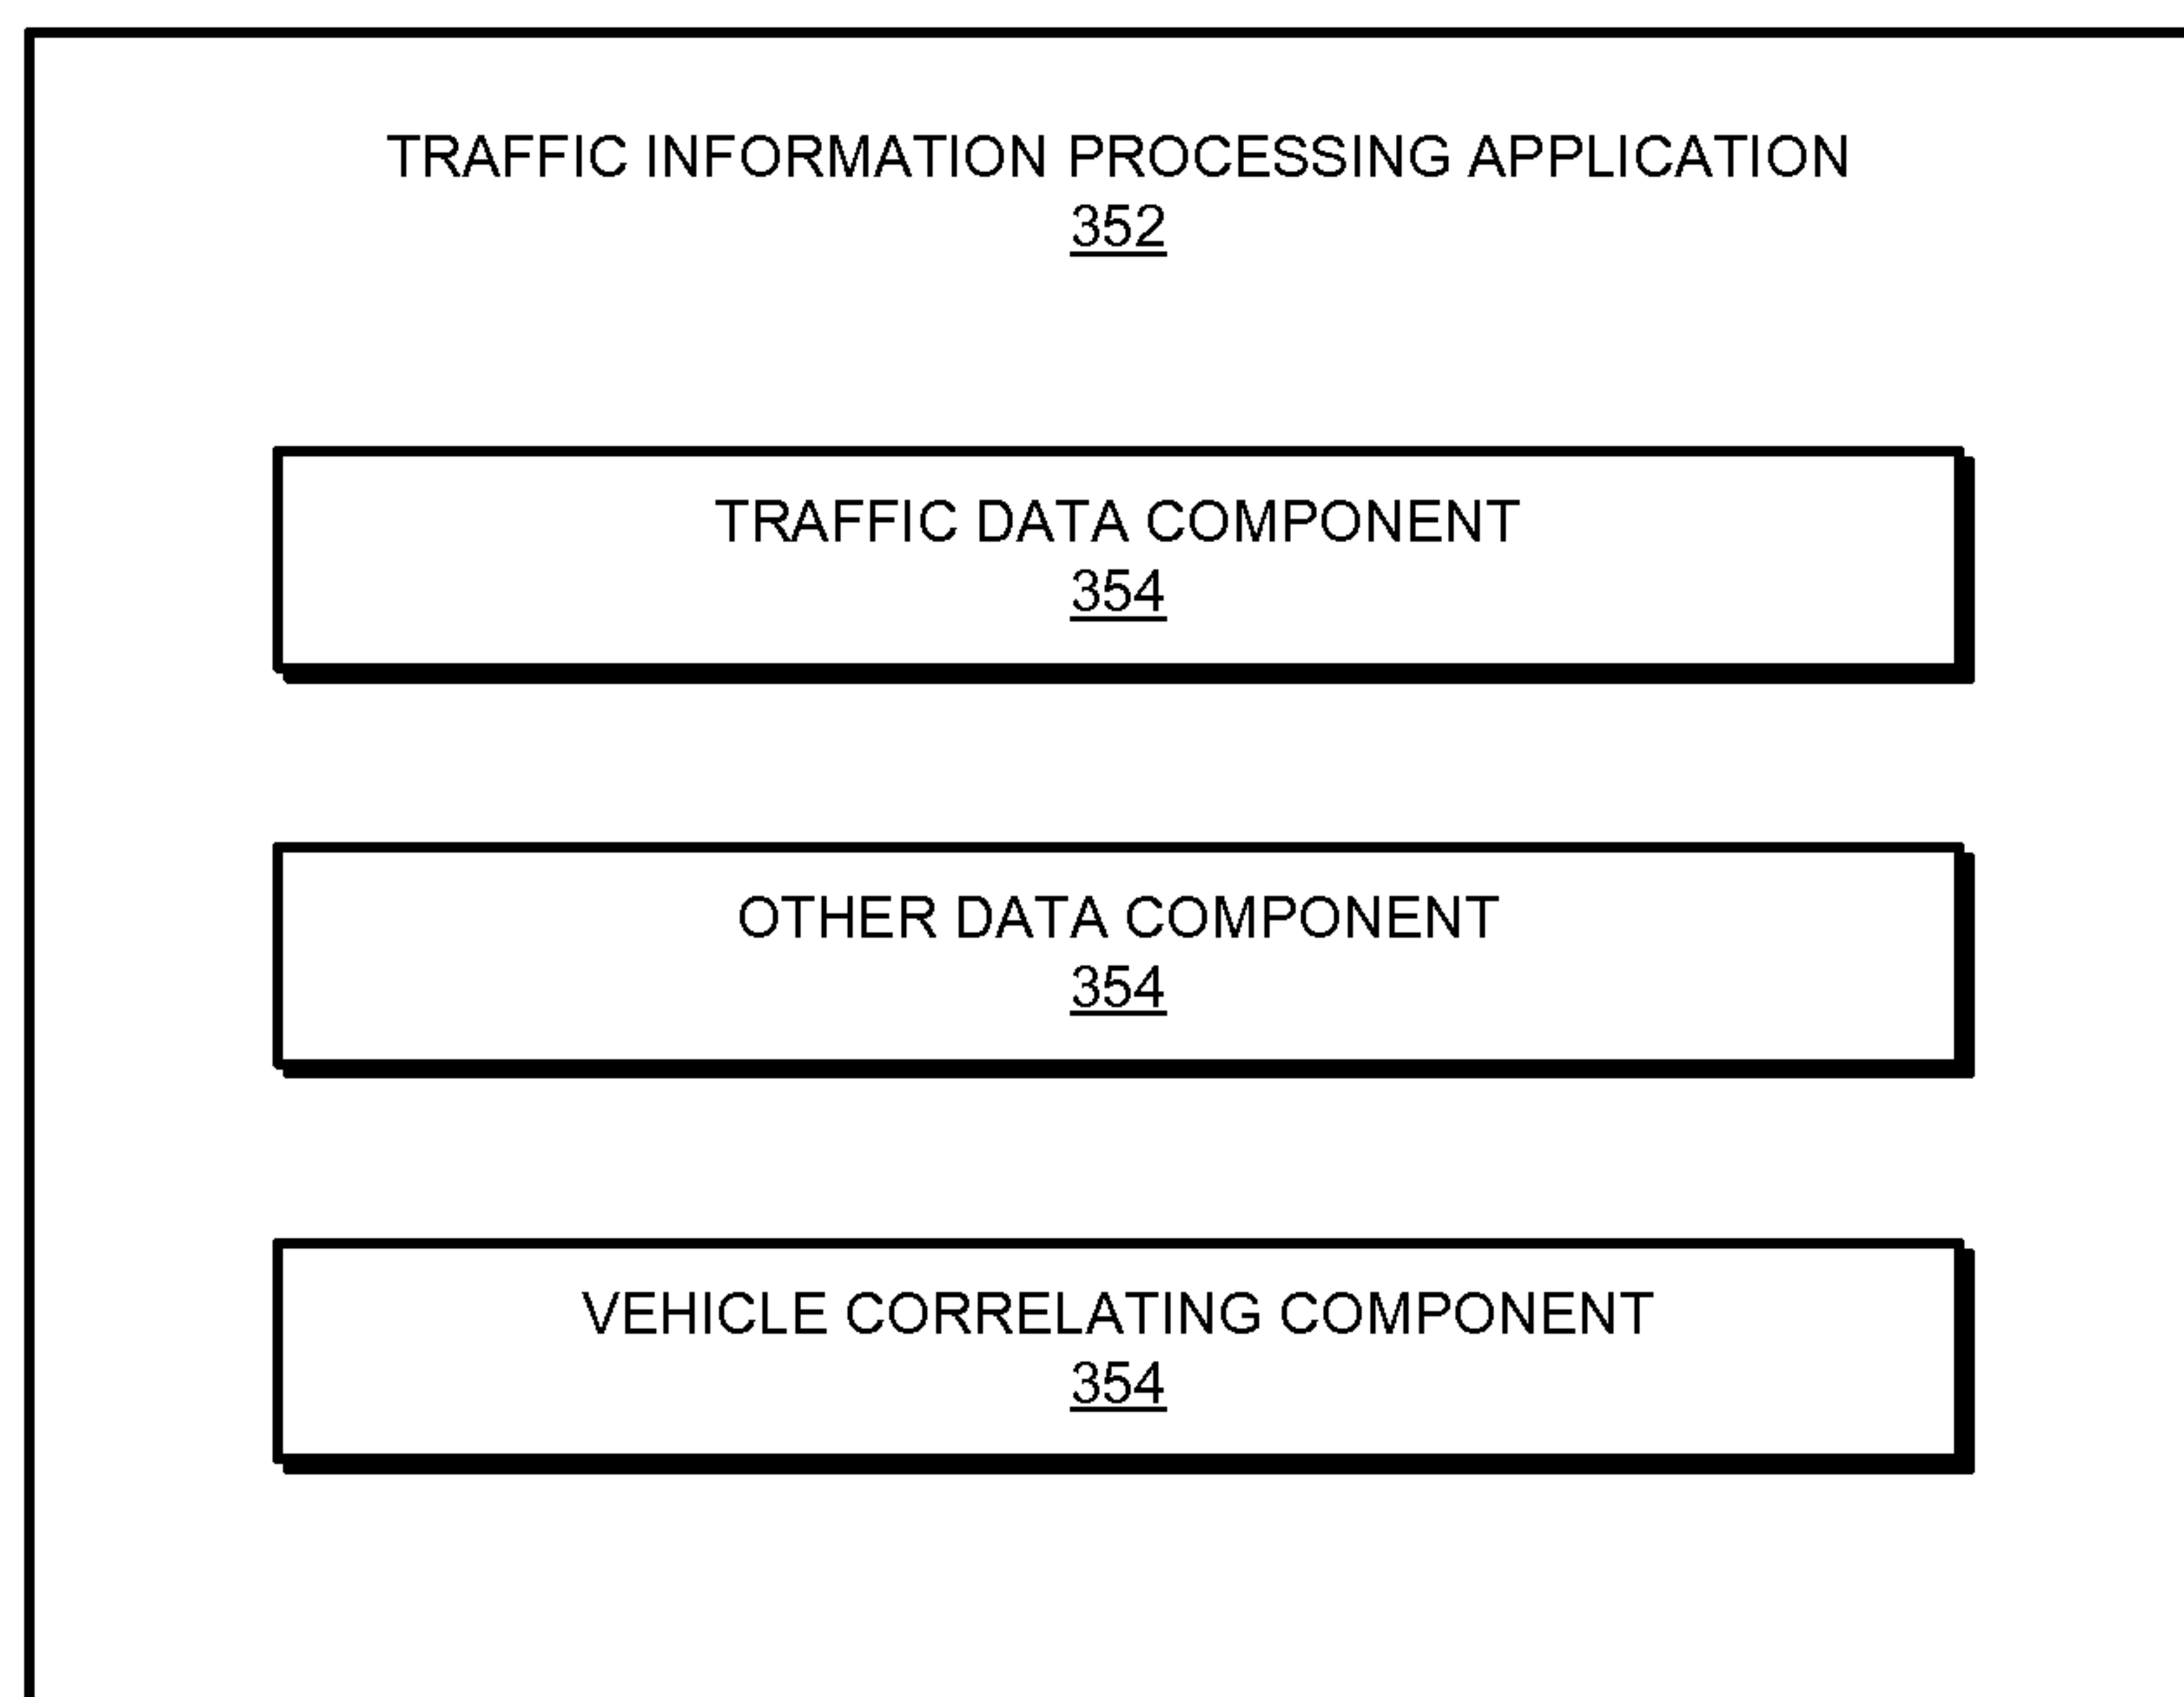 TRAFFIC INFORMATION PROCESSING APPLICATION
352
TRAFFIC DATA COMPONENT
354
OTHER DATA COMPONENT
354
VEHICLE CORRELATING COMPONENT
354